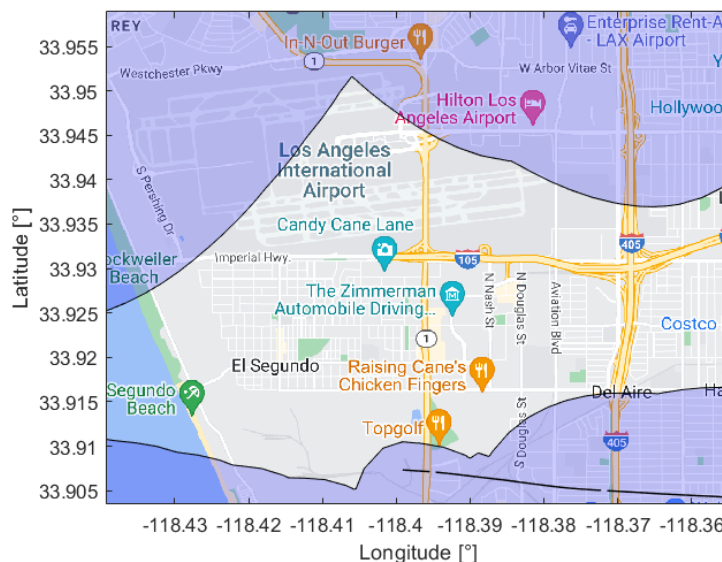 REY
33.955
In-N-Out Burger
Enterprise Rent-A
- LAX Airport
1
Westchester Pkwy
W Arbor Vitae St
33.95
Hilton Los
Angeles Airport
Hollywoo
33.945
Los Angeles
International
Airport
33.94
S Pershing Dr
33.935
Candy Cane Lane
405
ockweiler
Beach
Imperial Hwy.
105
33.93
The Zimmerman
Automobile Driving...
N Nash St
N Douglas St
Aviation Blvd
33.925
Costco
1
33.92
El Segundo
Raising Cane's
Chicken Fingers
Segundo
Beach
Del Aire
Ha
33.915
Topgolf
S Douglas St
405
33.91
33.905
Latitude [°]
-118.43
-118.42
-118.41
-118.4
-118.39
-118.38
-118.37
-118.36
Longitude [°]